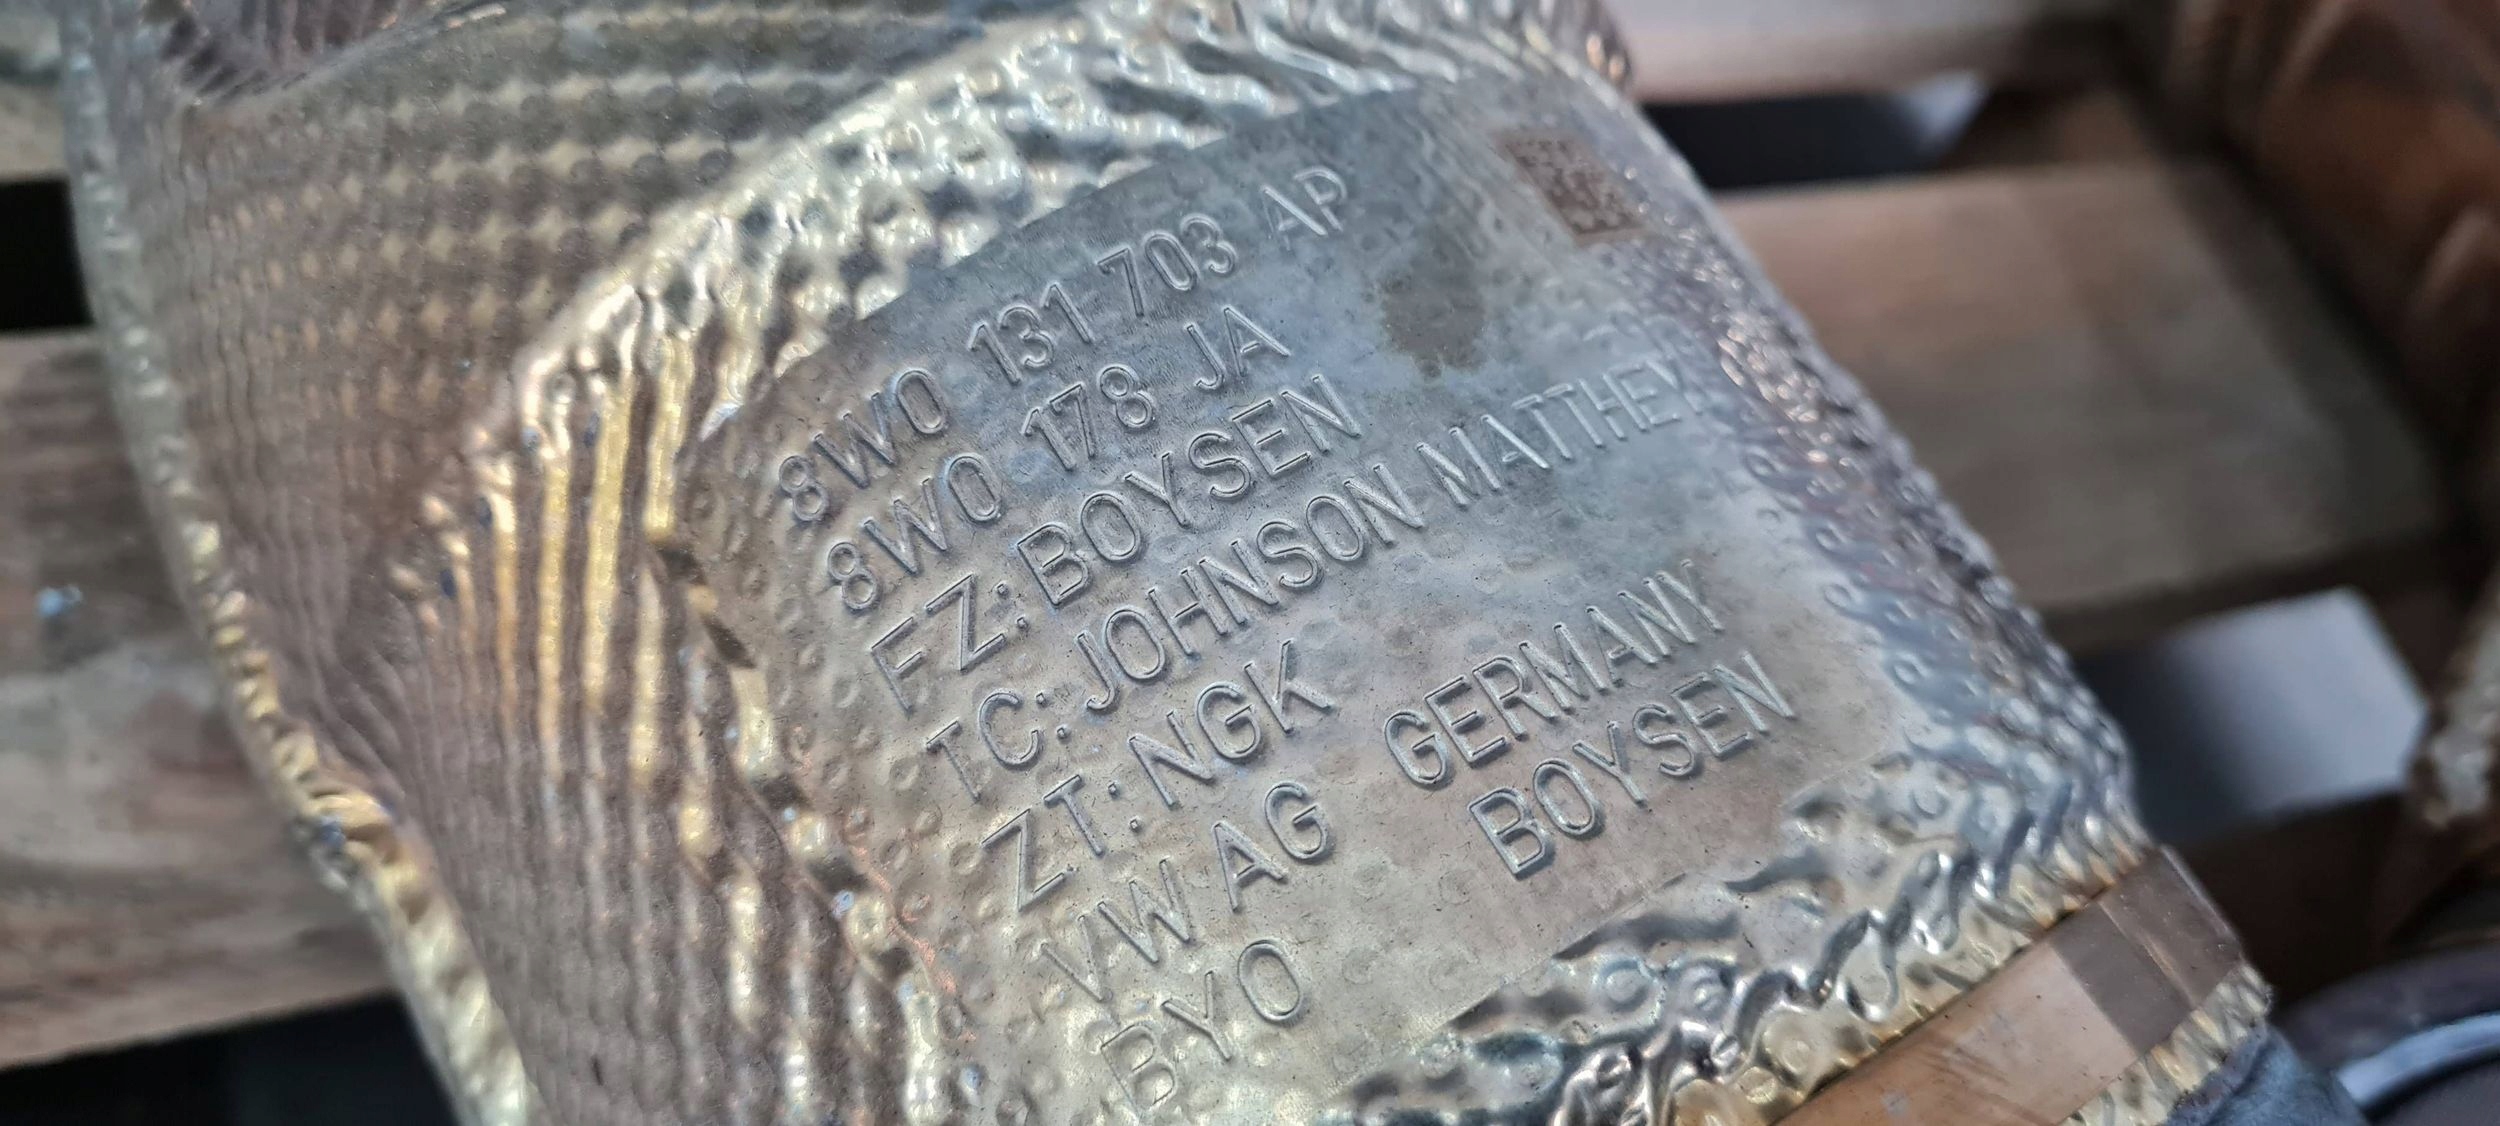 8W0 131 703 AP
8W0 178 JA
FZ: BOYSEN
TC: JOHNSON MATTHEY
ZT: NGK
VW AG GERMANY
BYO BOYSEN